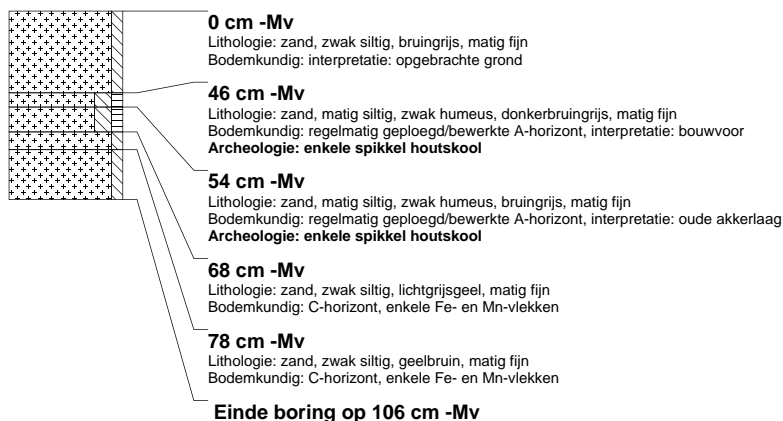 0 cm -Mv
Lithologie: zand, zwak siltig, bruingrijs, matig fijn
Bodemkundig: interpretatie: opgebrachte grond
46 cm -Mv
Lithologie: zand, matig siltig, zwak humeus, donkerbruingrijs, matig fijn
Bodemkundig: regelmatig geploegd/bewerkte A-horizont, interpretatie: bouwvoor
Archeologie: enkele spikkel houtskool
54 cm -Mv
Lithologie: zand, matig siltig, zwak humeus, bruingrijs, matig fijn
Bodemkundig: regelmatig geploegd/bewerkte A-horizont, interpretatie: oude akkerlaag
Archeologie: enkele spikkel houtskool
68 cm -Mv
Lithologie: zand, zwak siltig, lichtgrijsgeel, matig fijn
Bodemkundig: C-horizont, enkele Fe- en Mn-vlekken
78 cm -Mv
Lithologie: zand, zwak siltig, geelbruin, matig fijn
Bodemkundig: C-horizont, enkele Fe- en Mn-vlekken
Einde boring op 106 cm -Mv